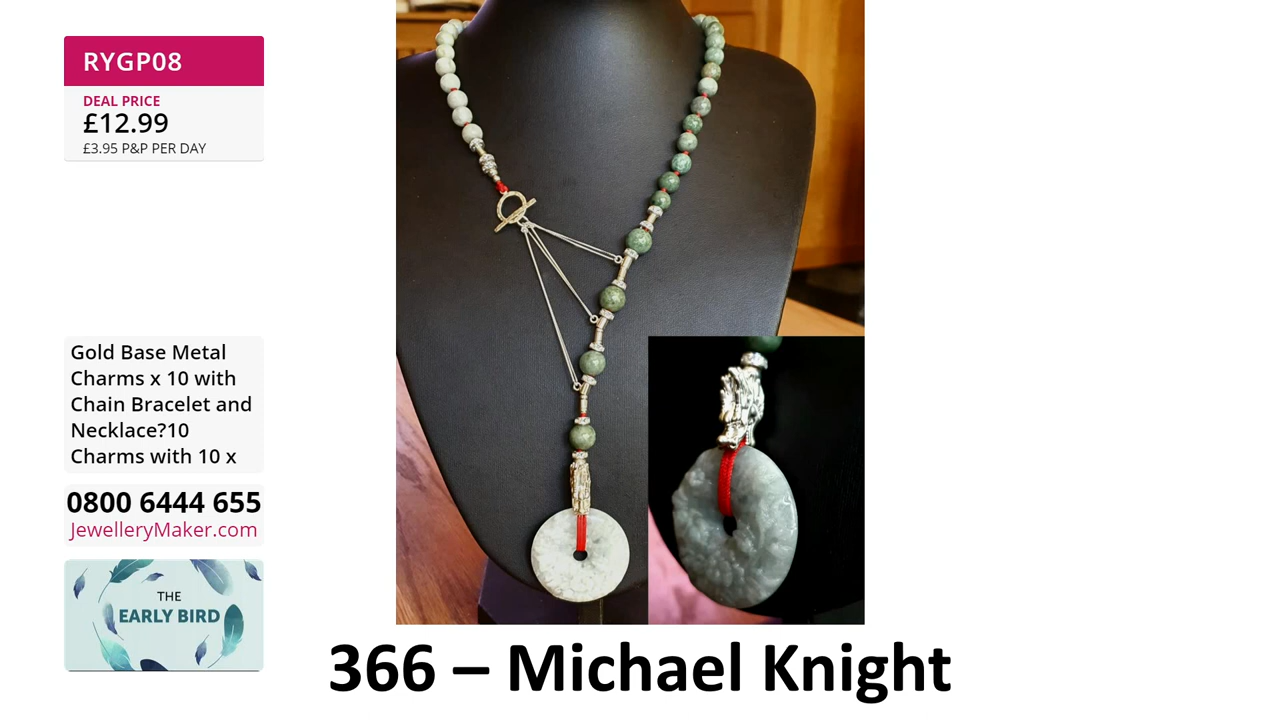 RYGP08
DEAL PRICE
£12.99
£3.95 P&P PER DAY
Gold Base Metal
Charms x 10 with
Chain Bracelet and
Necklace?10
Charms with 10 x
0800 6444 655
JewelleryMaker.com
THE
EARLY BIRD
366 – Michael Knight